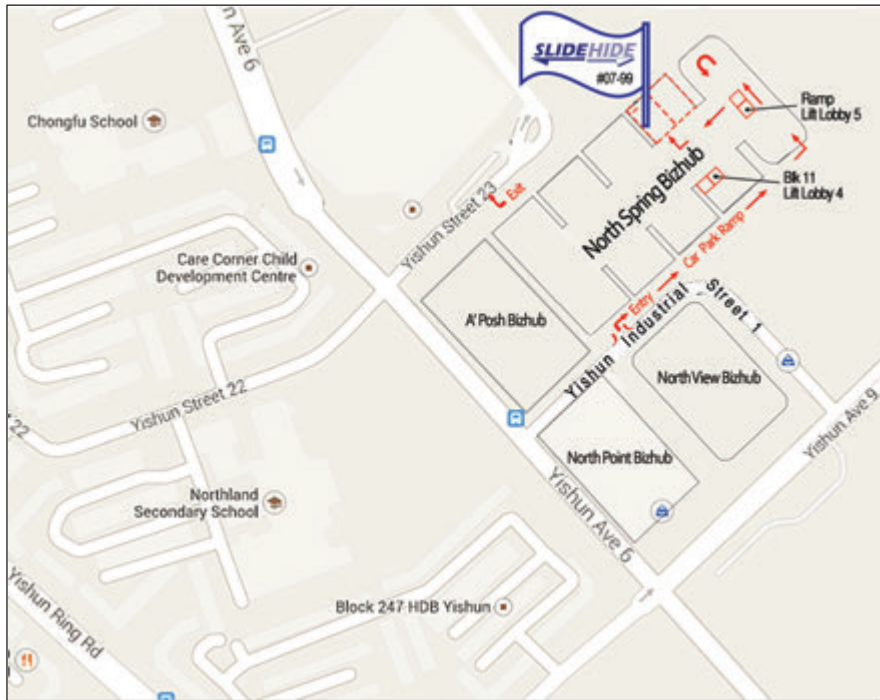 n Ave 6
SLIDEHIDE
#07-99
Ramp
Lift Lobby 5
Chongfu School
Blk 11
Lift Lobby 4
North Spring Bizhub
Exit
Yishun Street 23
Car Park Ramp
Care Corner Child
Development Centre
Entry
A' Posh Bizhub
Yishun Industrial Street 1
North View Bizhub
Yishun Street 22
22
Yishun Ave 9
North Point Bizhub
Northland
Secondary School
Yishun Ave 6
Block 247 HDB Yishun
Yishun Ring Rd